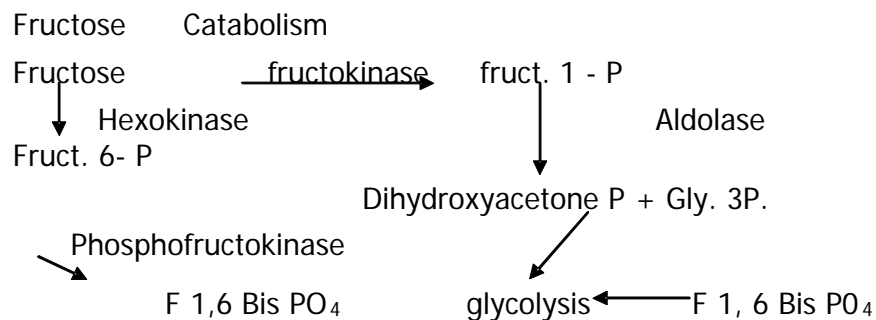 Fructose Catabolism
Fructose fructokinase fruct. 1 - P
Hexokinase Aldolase
Fruct. 6- P
Dihydroxyacetone P + Gly. 3P.
Phosphofructokinase
F 1,6 Bis PO₄ glycolysis F 1, 6 Bis P0₄